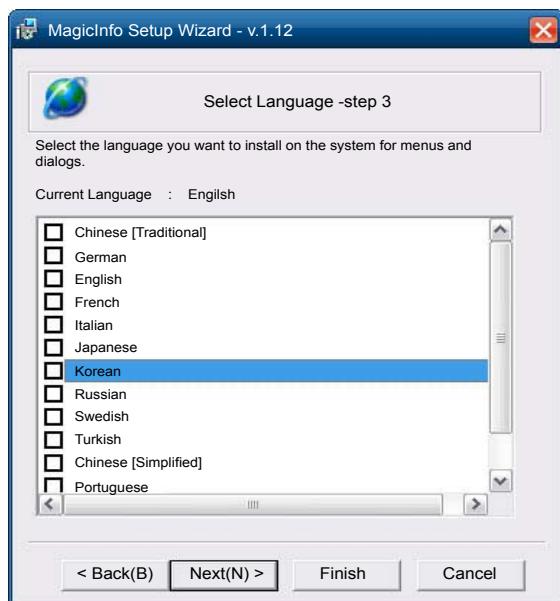 MagicInfo Setup Wizard - v.1.12
Select Language -step 3
Select the language you want to install on the system for menus and
dialogs.
Current Language : Engilsh
Chinese [Traditional]
German
English
French
Italian
Japanese
Korean
Russian
Swedish
Turkish
Chinese [Simplified]
Portuguese
< Back(B) Next(N) > Finish Cancel